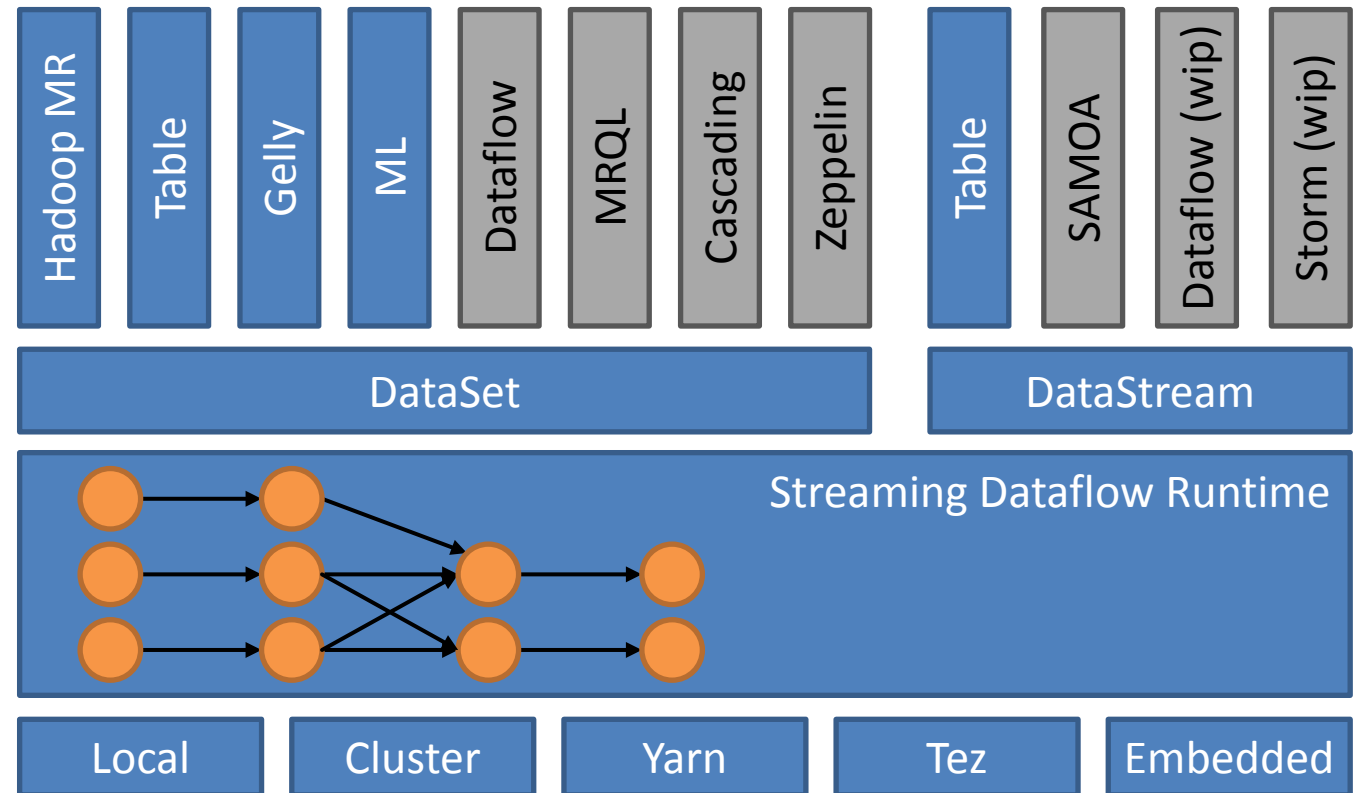 Hadoop MR
Table
Gelly
ML
Dataflow
MRQL
Cascading
Zeppelin
Table
SAMOA
Dataflow (wip)
Storm (wip)
DataSet
DataStream
Streaming Dataflow Runtime
Local
Cluster
Yarn
Tez
Embedded